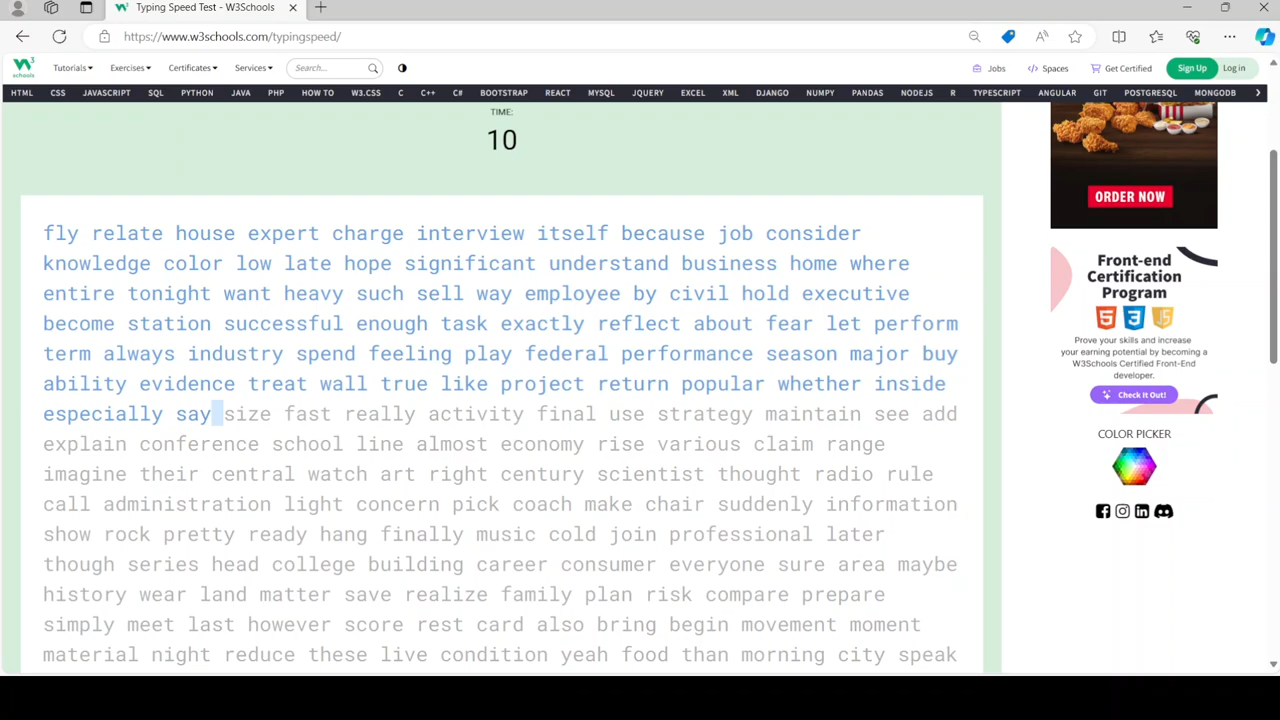 Typing Speed Test - W3Schools
https://www.w3schools.com/typingspeed/
W3 schools Tutorials Exercises Certificates Services Search... Jobs Spaces Get Certified Sign Up Log in
HTML CSS JAVASCRIPT SQL PYTHON JAVA PHP HOW TO W3.CSS C C++ C# BOOTSTRAP REACT MYSQL JQUERY EXCEL XML DJANGO NUMPY PANDAS NODEJS R TYPESCRIPT ANGULAR GIT POSTGRESQL MONGODB
TIME:
10
fly relate house expert charge interview itself because job consider
knowledge color low late hope significant understand business home where
entire tonight want heavy such sell way employee by civil hold executive
become station successful enough task exactly reflect about fear let perform
term always industry spend feeling play federal performance season major buy
ability evidence treat wall true like project return popular whether inside
especially say size fast really activity final use strategy maintain see add
explain conference school line almost economy rise various claim range
imagine their central watch art right century scientist thought radio rule
call administration light concern pick coach make chair suddenly information
show rock pretty ready hang finally music cold join professional later
though series head college building career consumer everyone sure area maybe
history wear land matter save realize family plan risk compare prepare
simply meet last however score rest card also bring begin movement moment
material night reduce these live condition yeah food than morning city speak
ORDER NOW
Front-end
Certification
Program
Prove your skills and increase
your earning potential by becoming a
W3Schools Certified Front-End
developer.
Check It Out!
COLOR PICKER